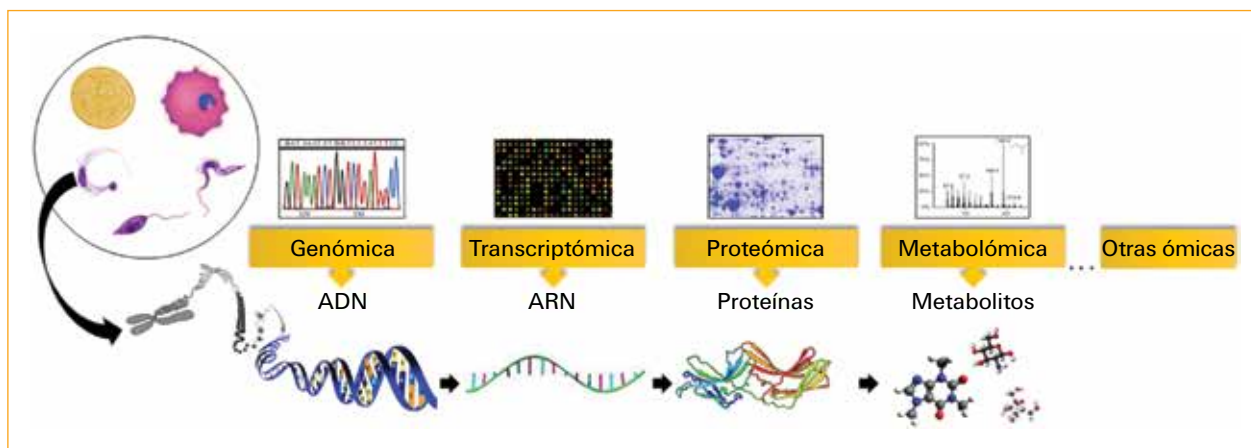 Genómica
Transcriptómica
Proteómica
Metabolómica
...
Otras ómicas
ADN
ARN
Proteínas
Metabolitos